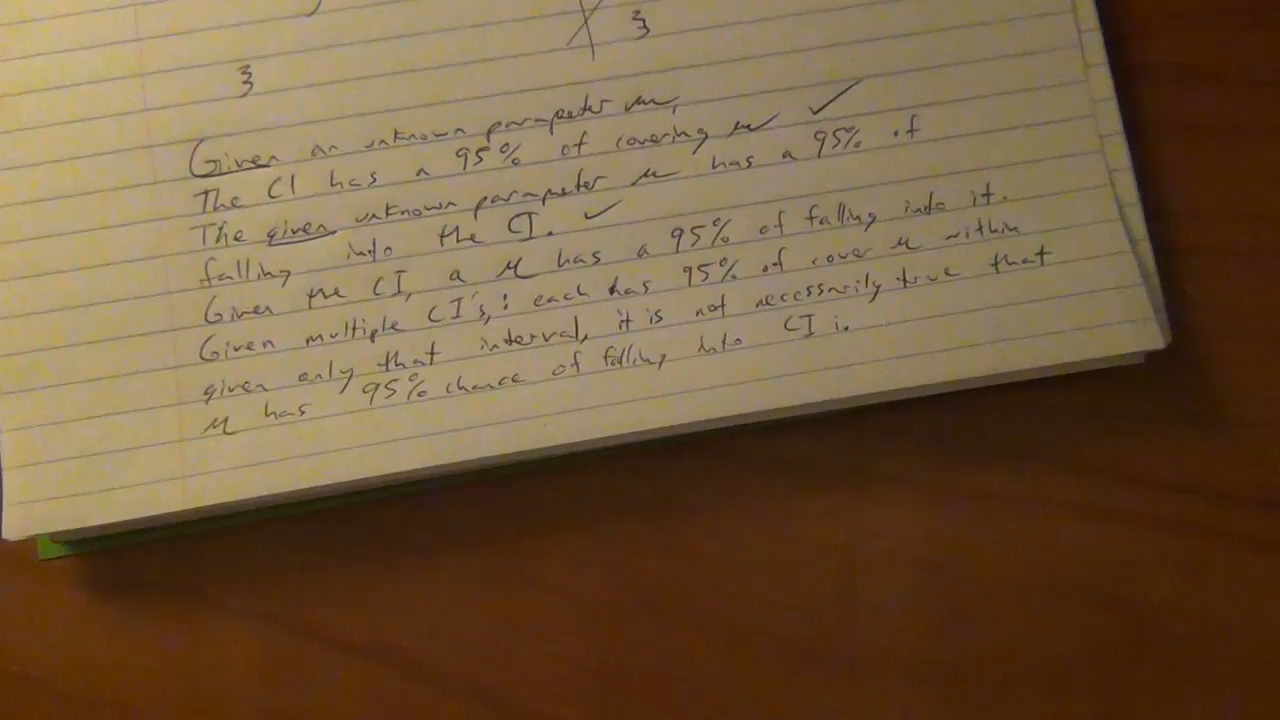 }
}
Given an unknown parameter μ,
The CI has a 95% of covering μ ✓
The given unknown parameter μ has a 95% of
falling into the CI. ✓
Given the CI, a μ has a 95% of falling into it.
Given multiple CI's,: each has 95% of cover μ within
given only that interval, it is not necessarily true that
μ has 95% chance of falling into CI i.